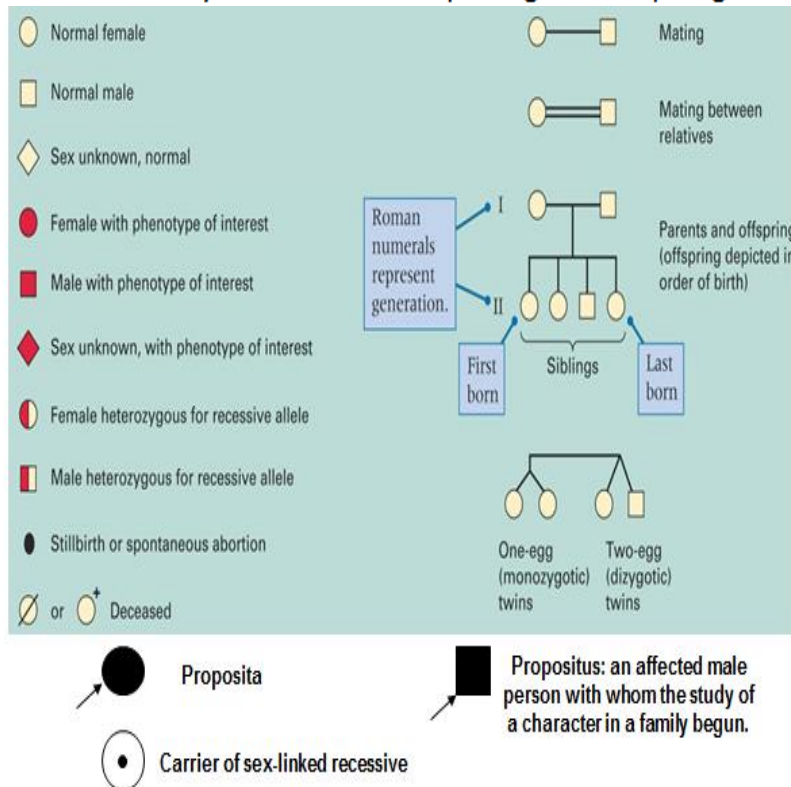 Normal female
Normal male
Sex unknown, normal
Female with phenotype of interest
Male with phenotype of interest
Sex unknown, with phenotype of interest
Female heterozygous for recessive allele
Male heterozygous for recessive allele
Stillbirth or spontaneous abortion
or
+
Deceased
Mating
Mating between
relatives
Roman
numerals
represent
generation.
I
II
Parents and offspring
(offspring depicted in
order of birth)
First
born
Siblings
Last
born
One-egg
(monozygotic)
twins
Two-egg
(dizygotic)
twins
Proposita
Propositus: an affected male
person with whom the study of
a character in a family begun.
Carrier of sex-linked recessive